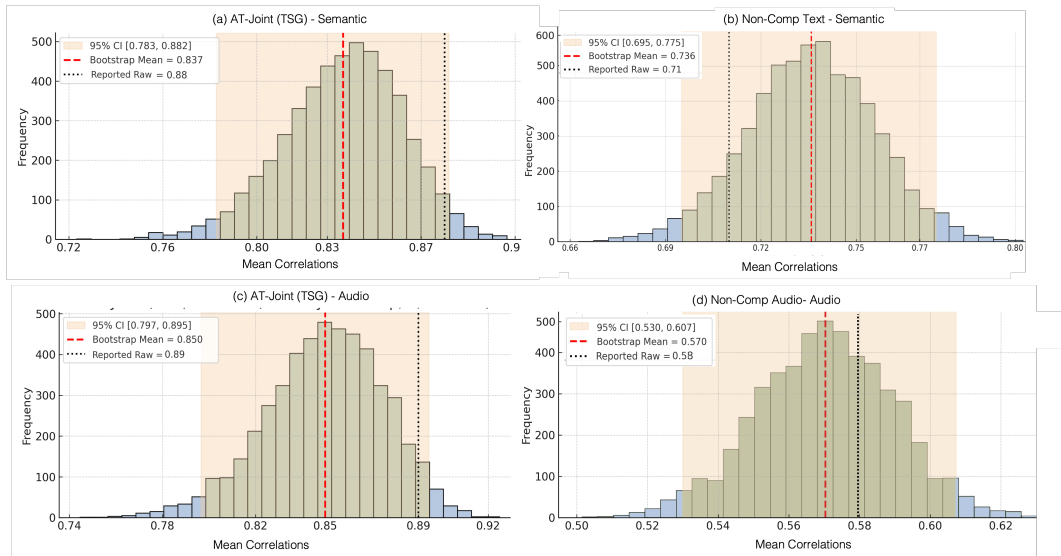 (a) AT-Joint (TSG) - Semantic
95% CI [0.783, 0.882]
Bootstrap Mean = 0.837
Reported Raw = 0.88
Frequency
500
400
300
200
100
0
0.72 0.76 0.80 0.83 0.87 0.9
Mean Correlations
(b) Non-Comp Text - Semantic
95% CI [0.695, 0.775]
Bootstrap Mean = 0.736
Reported Raw = 0.71
Frequency
600
500
400
300
200
100
0
0.66 0.69 0.72 0.75 0.77 0.80
Mean Correlations
(c) AT-Joint (TSG) - Audio
95% CI [0.797, 0.895]
Bootstrap Mean = 0.850
Reported Raw = 0.89
Frequency
500
400
300
200
100
0
0.74 0.78 0.82 0.85 0.89 0.92
Mean Correlations
(d) Non-Comp Audio- Audio
95% CI [0.530, 0.607]
Bootstrap Mean = 0.570
Reported Raw = 0.58
Frequency
500
400
300
200
100
0
0.50 0.52 0.54 0.56 0.58 0.60 0.62
Mean Correlations